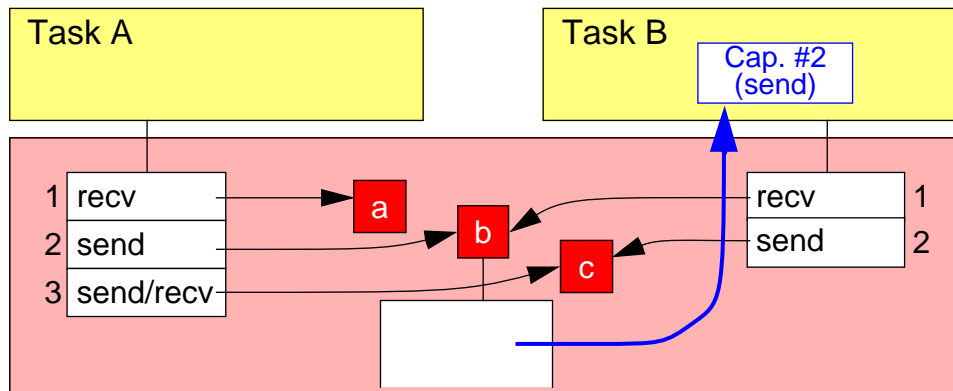 Task A
Task B
Cap. #2
(send)
1 recv
a
recv 1
2 send
b
send 2
c
3 send/recv